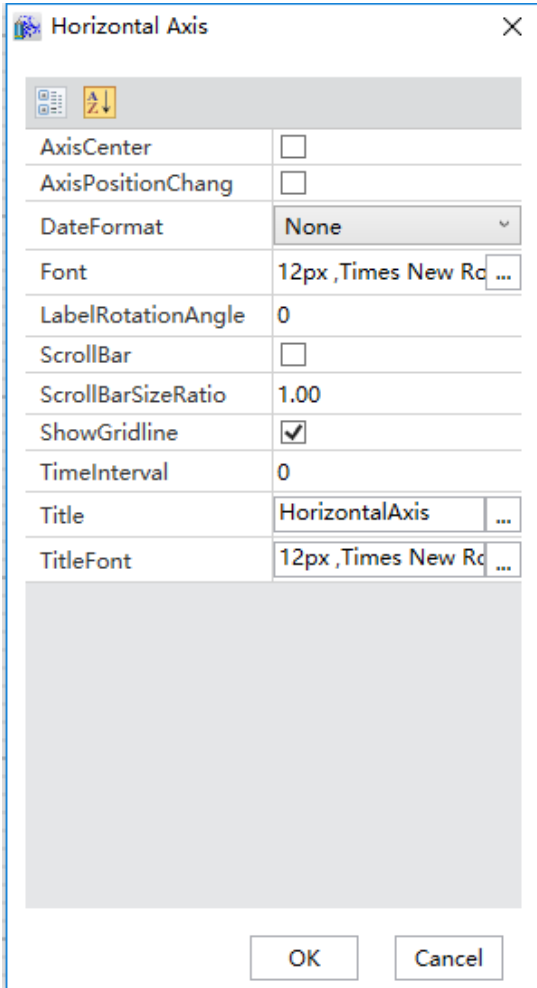 Horizontal Axis
AxisCenter
AxisPositionChang
DateFormat None
Font 12px ,Times New Ro ...
LabelRotationAngle 0
ScrollBar
ScrollBarSizeRatio 1.00
ShowGridline
TimeInterval 0
Title HorizontalAxis ...
TitleFont 12px ,Times New Ro ...
OK Cancel